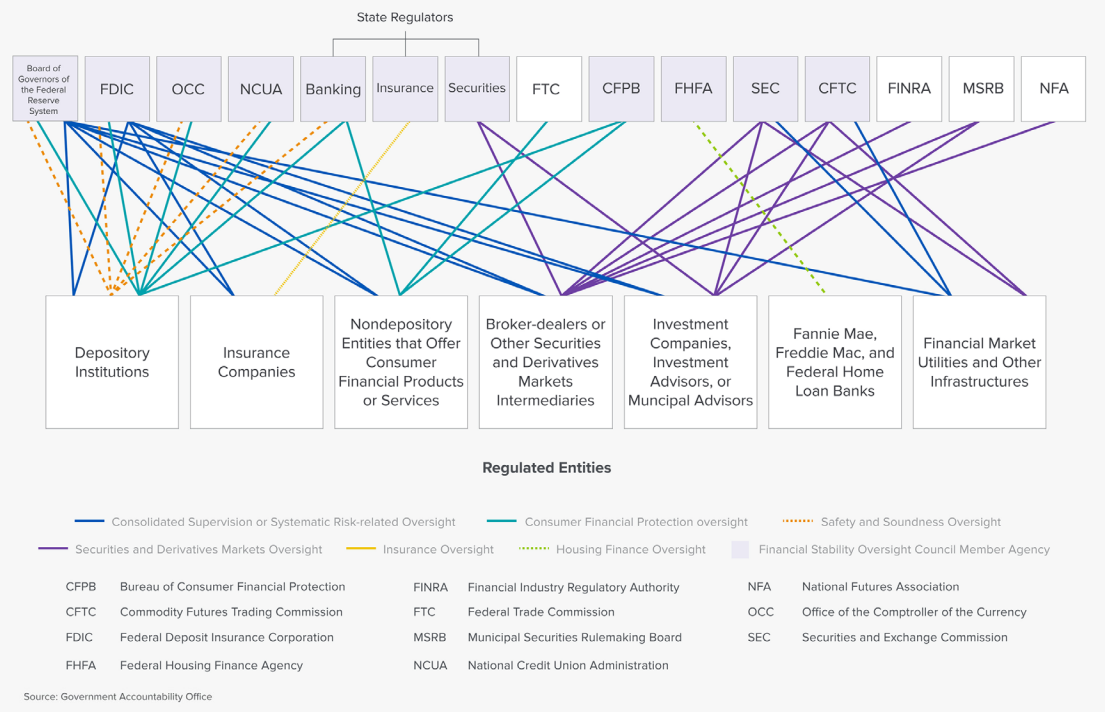 State Regulators
Board of
Governors of
the Federal
Reserve
System
FDIC
OCC
NCUA
Banking
Insurance
Securities
FTC
CFPB
FHFA
SEC
CFTC
FINRA
MSRB
NFA
Depository
Institutions
Insurance
Companies
Nondepository
Entities that Offer
Consumer
Financial Products
or Services
Broker-dealers or
Other Securities
and Derivatives
Markets
Intermediaries
Investment
Companies,
Investment
Advisors, or
Muncipal Advisors
Fannie Mae,
Freddie Mac, and
Federal Home
Loan Banks
Financial Market
Utilities and Other
Infrastructures
Regulated Entities
Consolidated Supervision or Systematic Risk-related Oversight
Consumer Financial Protection oversight
Safety and Soundness Oversight
Securities and Derivatives Markets Oversight
Insurance Oversight
Housing Finance Oversight
Financial Stability Oversight Council Member Agency
CFPB Bureau of Consumer Financial Protection
CFTC Commodity Futures Trading Commission
FDIC Federal Deposit Insurance Corporation
FHFA Federal Housing Finance Agency
FINRA Financial Industry Regulatory Authority
FTC Federal Trade Commission
MSRB Municipal Securities Rulemaking Board
NCUA National Credit Union Administration
NFA National Futures Association
OCC Office of the Comptroller of the Currency
SEC Securities and Exchange Commission
Source: Government Accountability Office